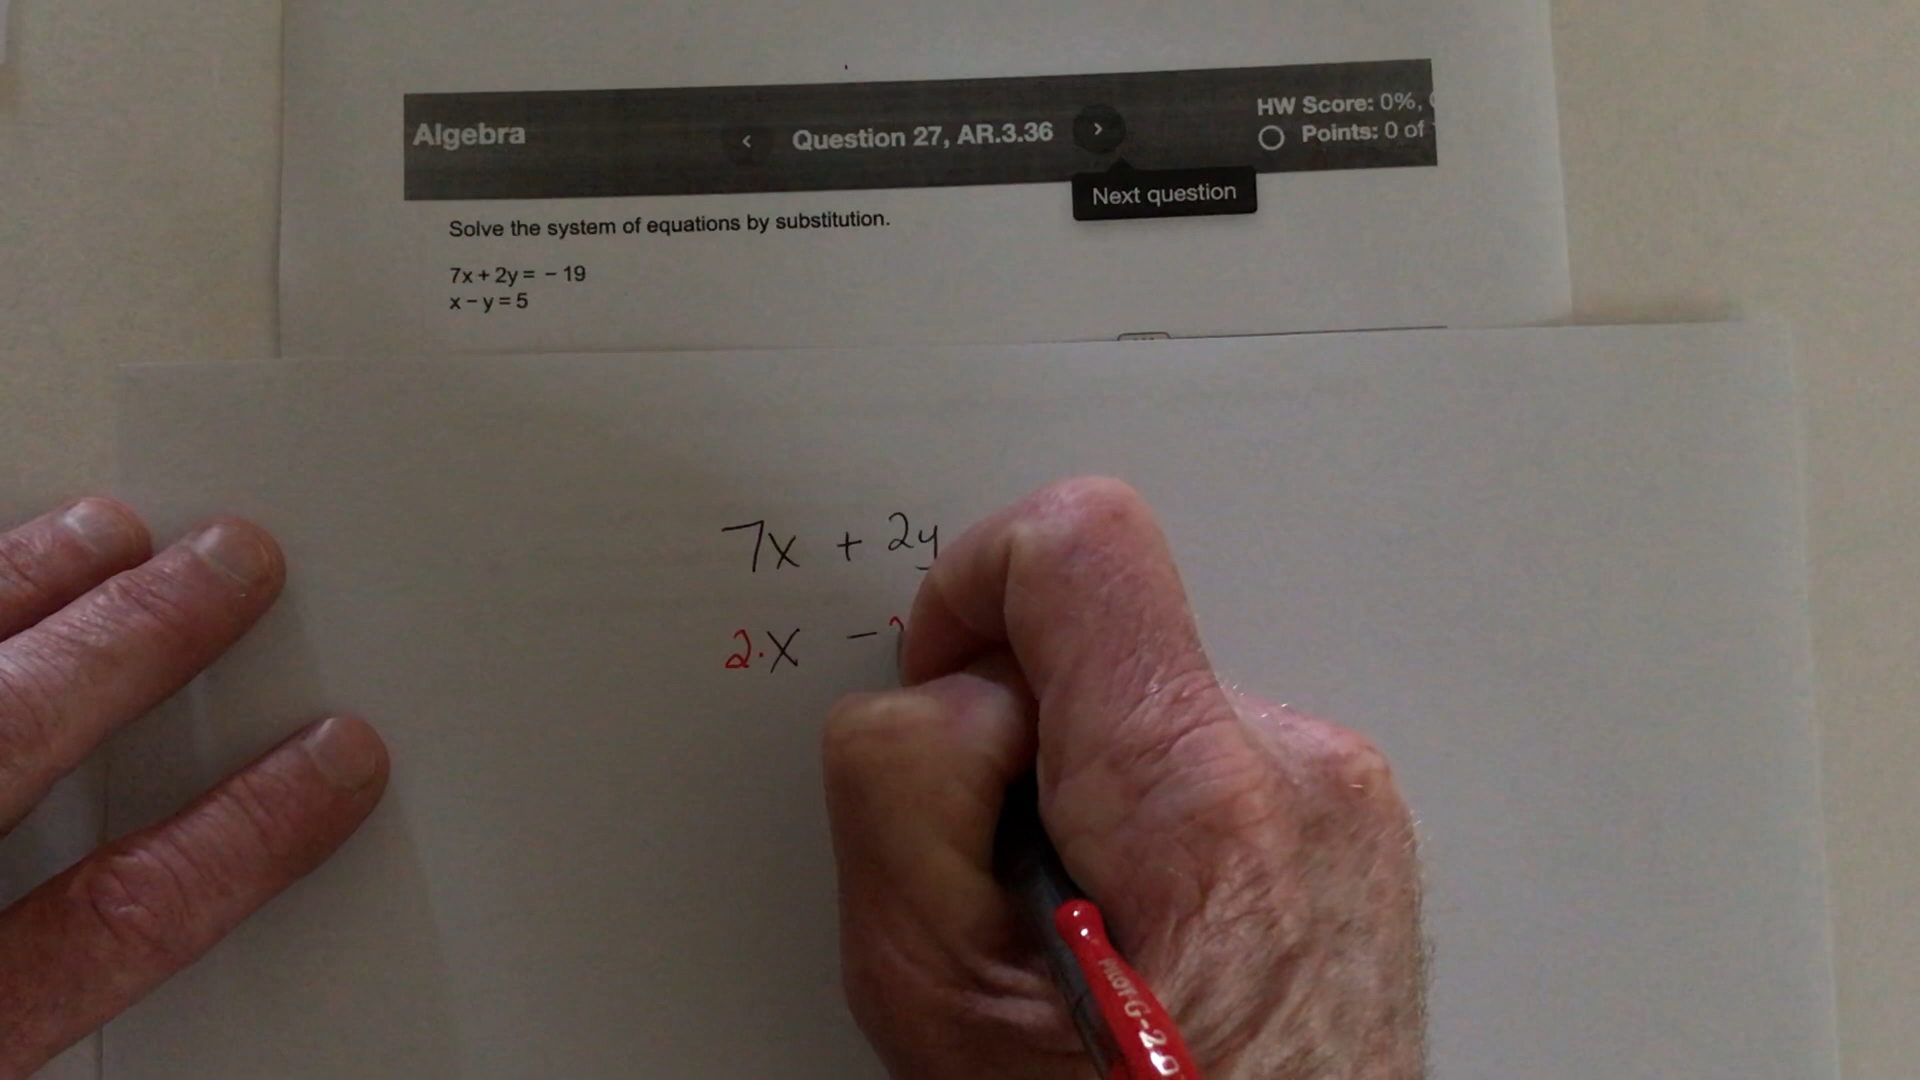 Algebra < Question 27, AR.3.36 > HW Score: 0%,
Points: 0 of
Next question
Solve the system of equations by substitution.
7x + 2y = − 19
x − y = 5
7x + 2y
2·x −
PILOT G-2